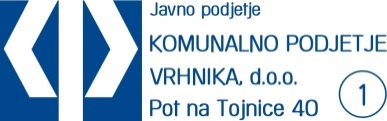 Javno podjetje
KOMUNALNO PODJETJE
VRHNIKA, d.o.o.
Pot na Tojnice 40
1